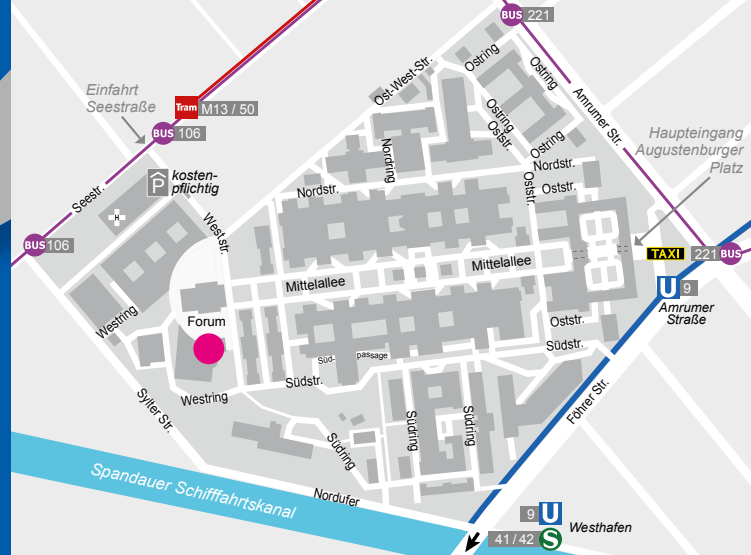 BUS 221
Ostring
Ost-West-Str.
Ostring
Einfahrt
Seestraße
Tram M13 / 50
BUS 106
Amrumer Str.
Ostring
Oststr.
Ostring
Haupteingang
Augustenburger
Platz
Nordring
kosten-
pflichtig
P
Nordstr.
Nordstr.
Oststr.
Oststr.
Seestr.
H
Weststr.
BUS 106
Mittelallee
Mittelallee
TAXI
221 BUS
U 9
Amrumer
Straße
Westring
Forum
Oststr.
Südstr.
Süd-
passage
Südstr.
Westring
Sylter Str.
Föhrer Str.
Südring
Südring
Südring
Spandauer Schifffahrtskanal
Nordufer
9 U
Westhafen
41 / 42 S